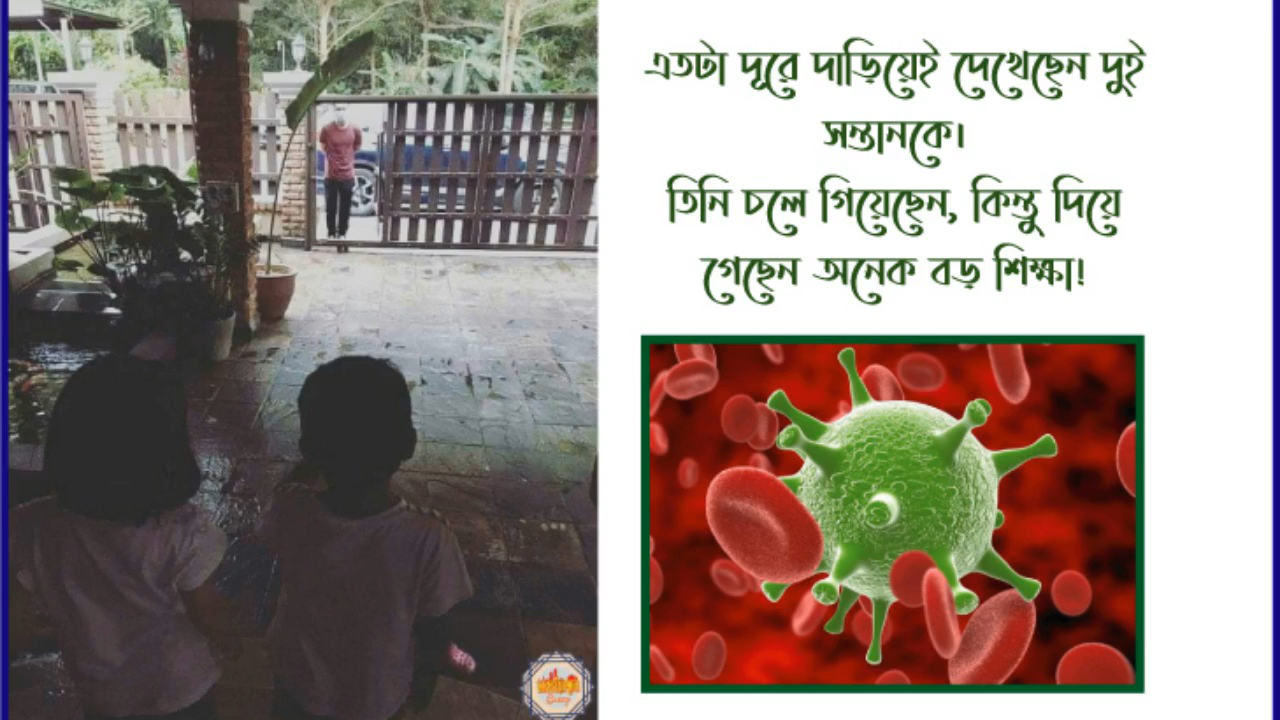 এতটা দূরে দাড়িয়েই দেখেছেন দুই
সন্তানকে।
তিনি চলে গিয়েছেন, কিন্তু দিয়ে
গেছেন অনেক বড় শিক্ষা!